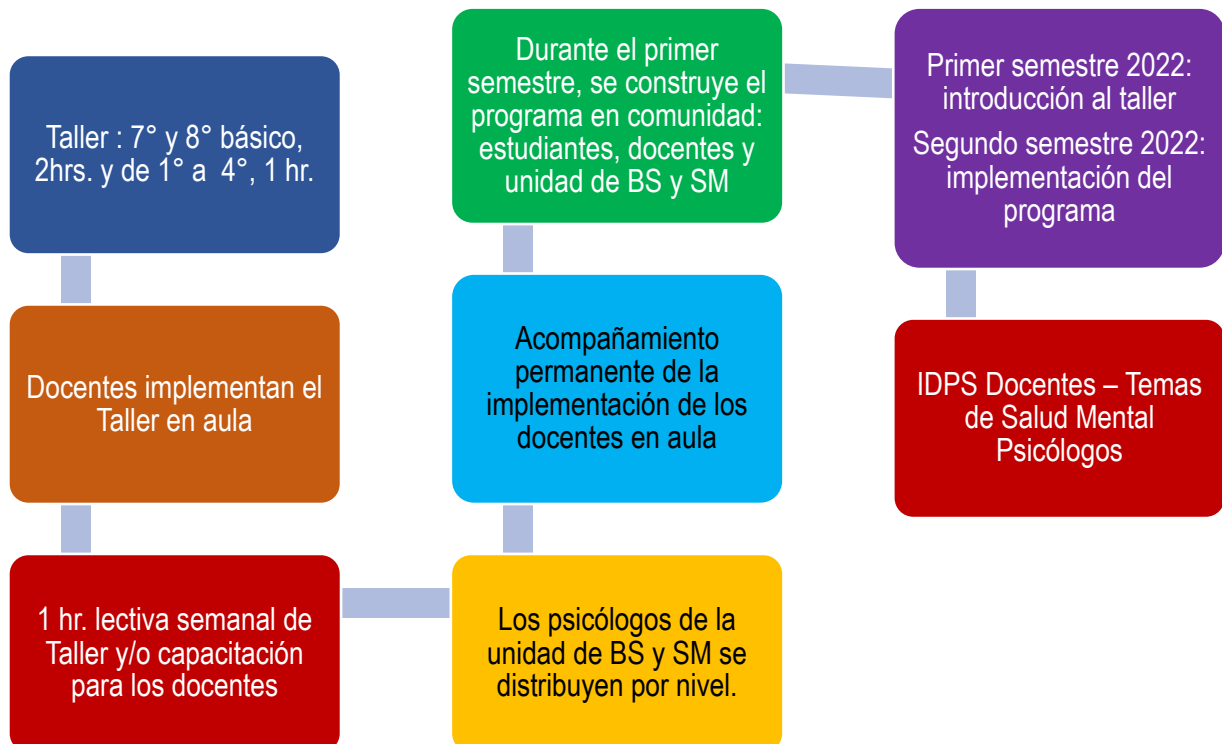 Taller : 7° y 8° básico,
2hrs. y de 1° a 4°, 1 hr.
Docentes implementan el
Taller en aula
1 hr. lectiva semanal de
Taller y/o capacitación
para los docentes
Los psicólogos de la
unidad de BS y SM se
distribuyen por nivel.
Acompañamiento
permanente de la
implementación de los
docentes en aula
Durante el primer
semestre, se construye el
programa en comunidad:
estudiantes, docentes y
unidad de BS y SM
Primer semestre 2022:
introducción al taller
Segundo semestre 2022:
implementación del
programa
IDPS Docentes – Temas
de Salud Mental
Psicólogos